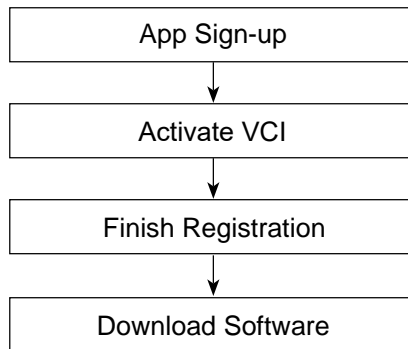 App Sign-up
Activate VCI
Finish Registration
Download Software